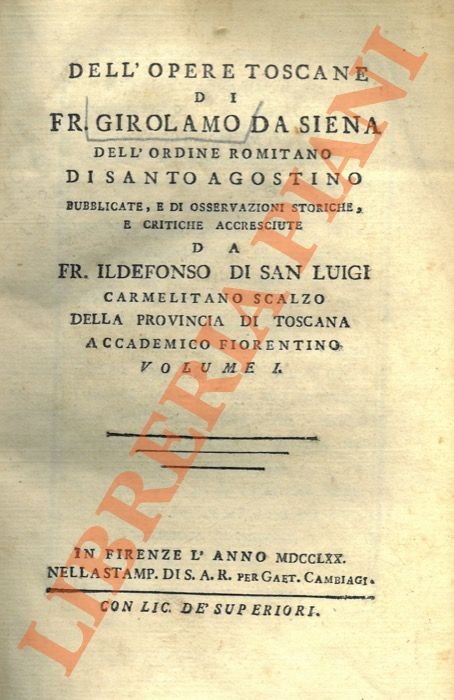 DELL' OPERE TOSCANE
DI
FR. GIROLAMO DA SIENA
DELL' ORDINE ROMITANO
DI SANTO AGOSTINO
PUBBLICATE, E DI OSSERVAZIONI STORICHE,
E CRITICHE ACCRESCIUTE
DA
FR. ILDEFONSO DI SAN LUIGI
CARMELITANO SCALZO
DELLA PROVINCIA DI TOSCANA
ACCADEMICO FIORENTINO
VOLUME I.
IN FIRENZE L' ANNO MDCCLXX.
NELLA STAMP. DI S. A. R. PER GAET. CAMBIAGI.
CON LIC. DE' SUPERIORI.
LIBRERIA PIANI